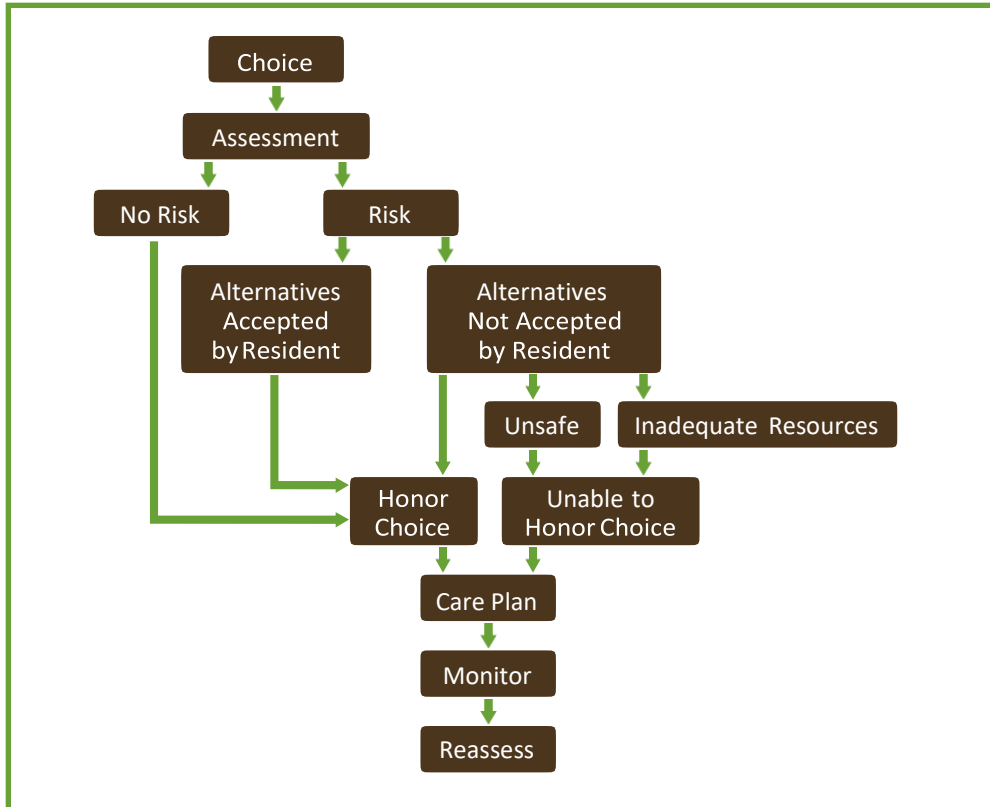 Choice
Assessment
No Risk
Risk
Alternatives
Accepted
by Resident
Alternatives
Not Accepted
by Resident
Unsafe
Inadequate Resources
Honor
Choice
Unable to
Honor Choice
Care Plan
Monitor
Reassess